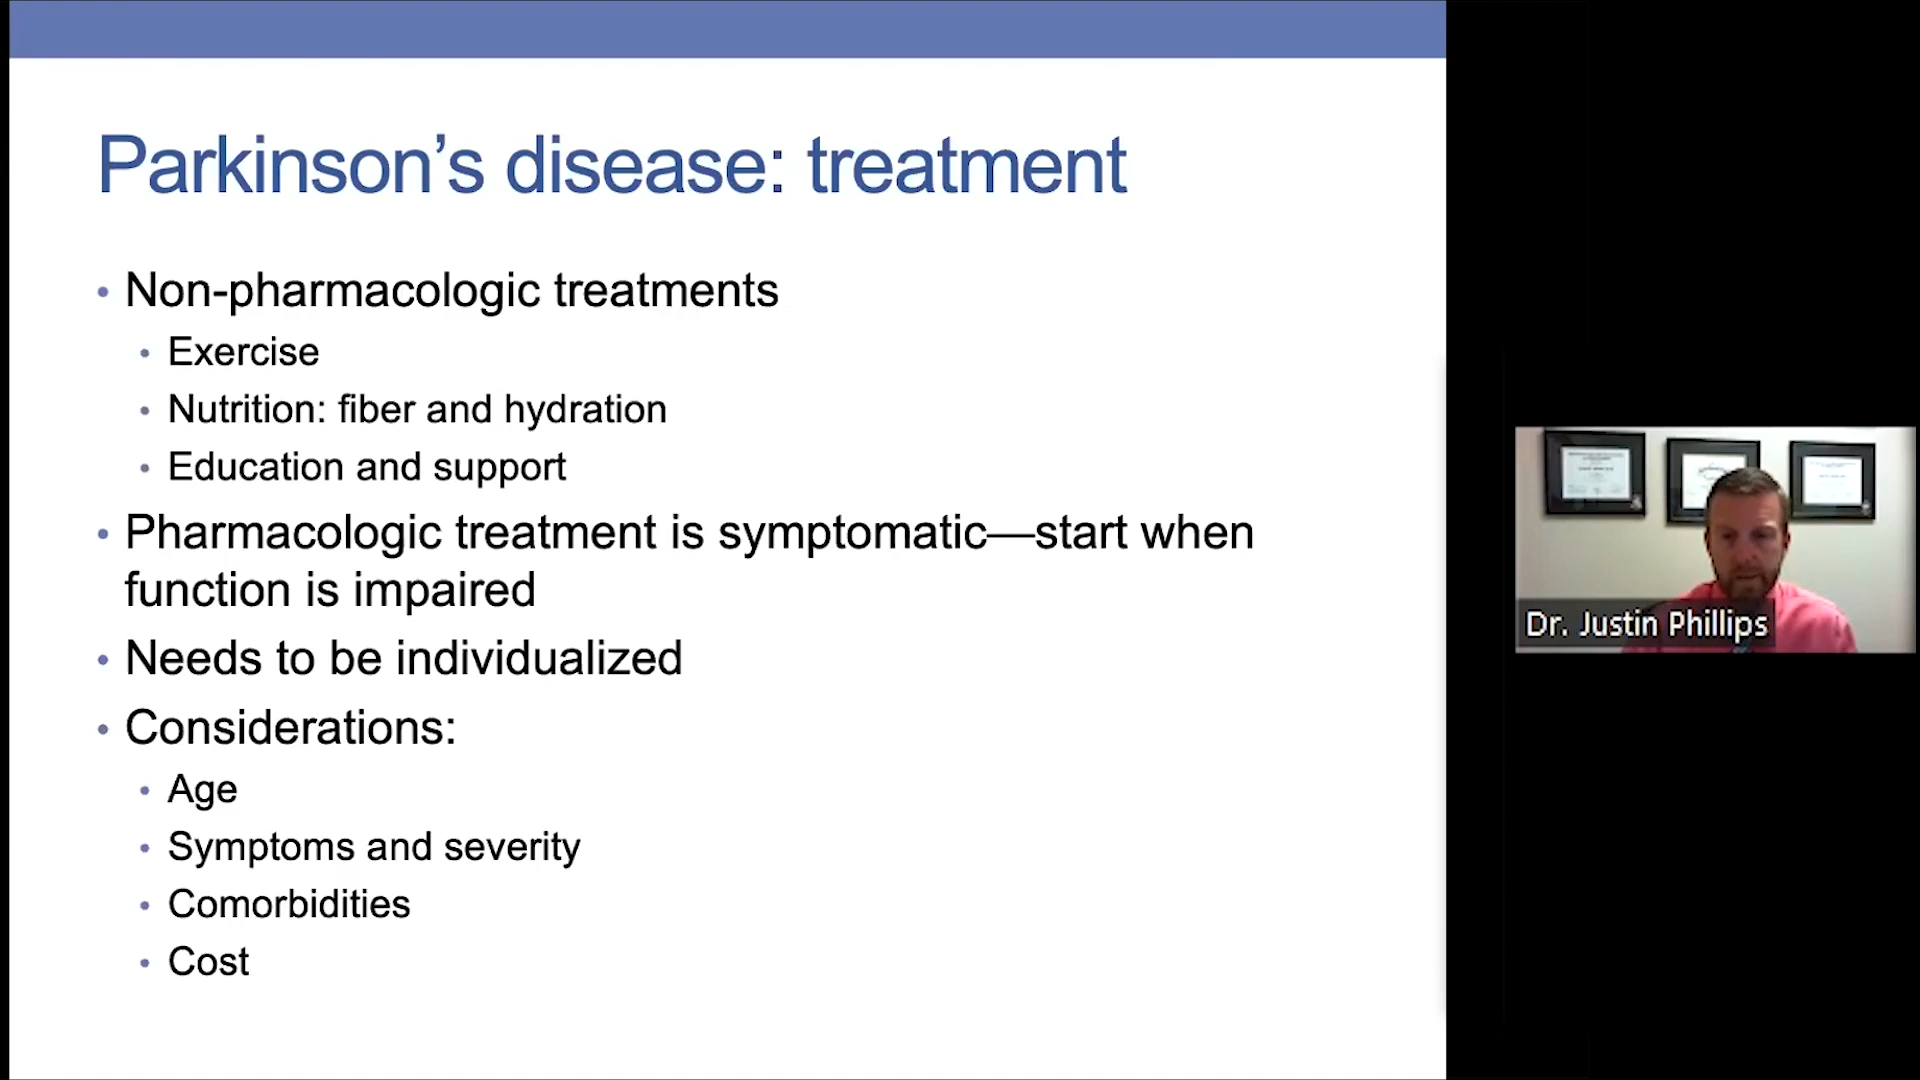 Parkinson’s disease: treatment
• Non-pharmacologic treatments
• Exercise
• Nutrition: fiber and hydration
• Education and support
• Pharmacologic treatment is symptomatic—start when
function is impaired
• Needs to be individualized
• Considerations:
• Age
• Symptoms and severity
• Comorbidities
• Cost
Dr. Justin Phillips